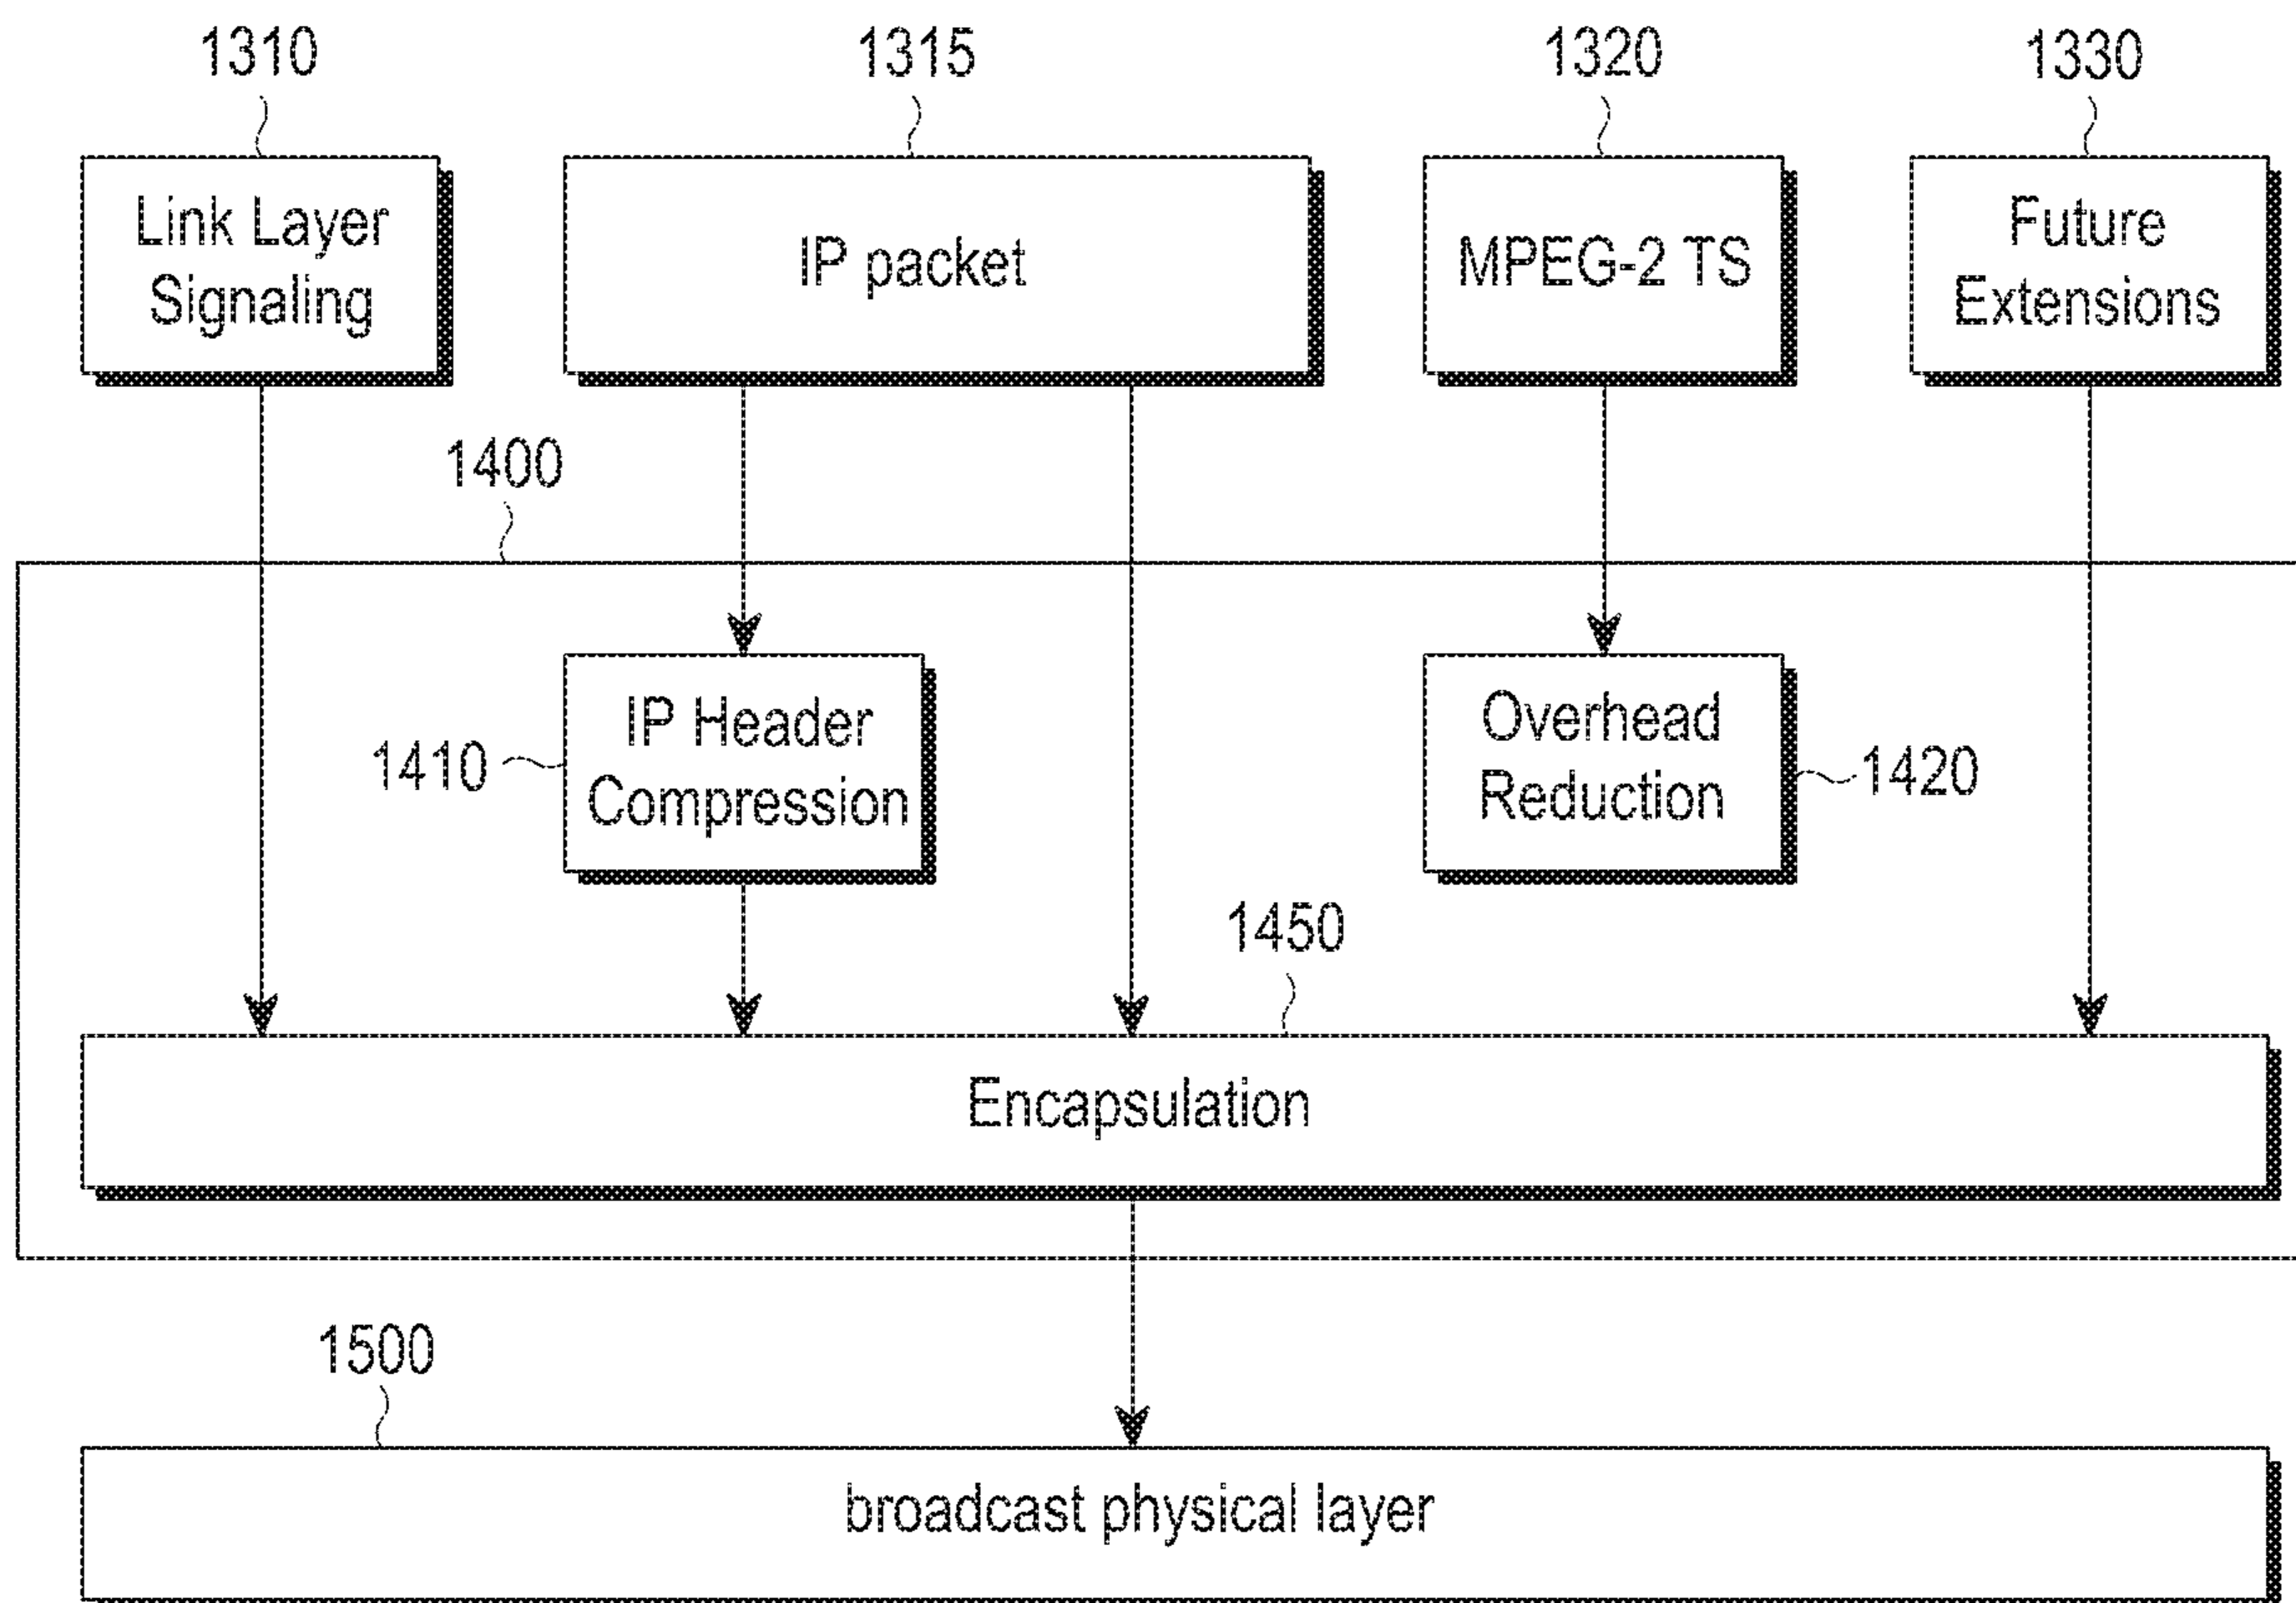 1310
1315
1320
1330
Link Layer
Signaling
IP packet
MPEG-2 TS
Future
Extensions
1400
1410
IP Header
Compression
Overhead
Reduction
1420
1450
Encapsulation
1500
broadcast physical layer